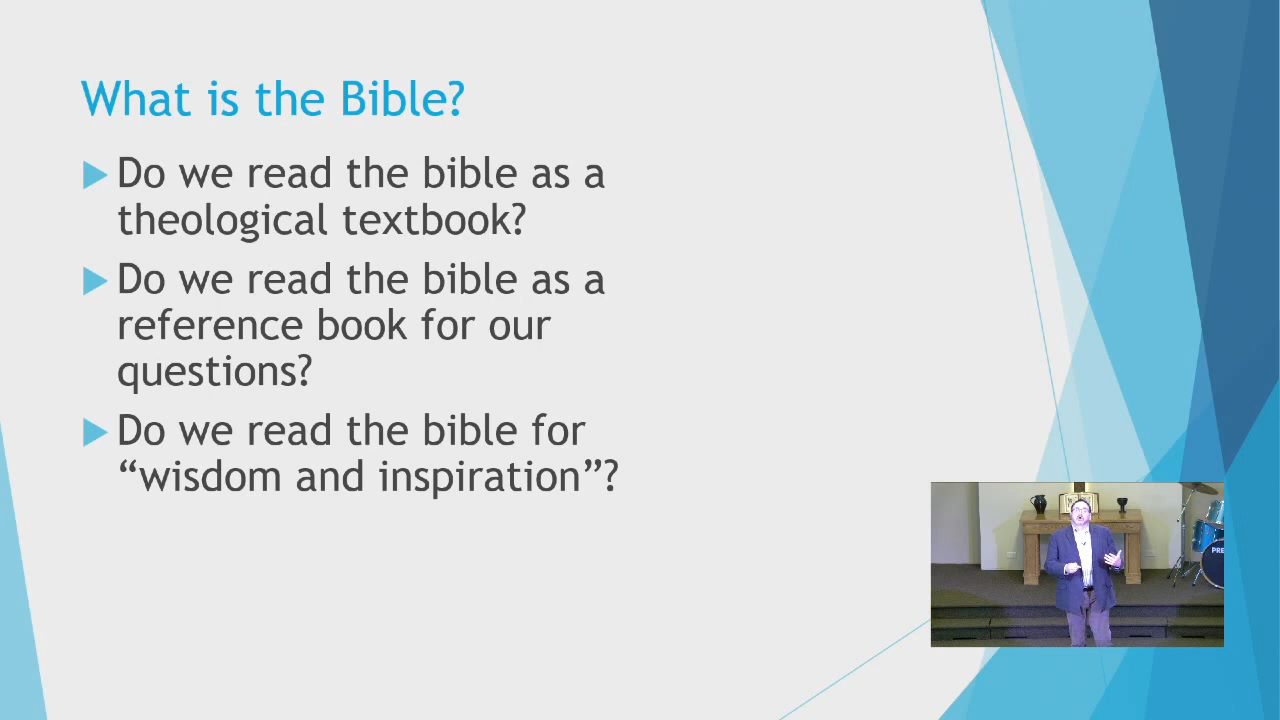 What is the Bible?
Do we read the bible as a
theological textbook?
Do we read the bible as a
reference book for our
questions?
Do we read the bible for
“wisdom and inspiration”?
PRE